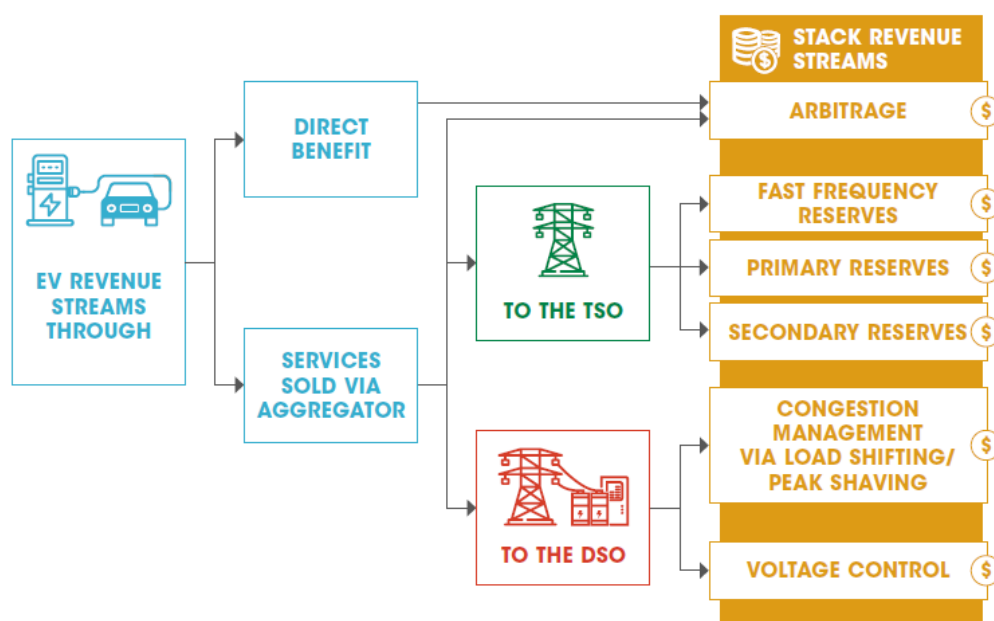 STACK REVENUE
STREAMS
$
DIRECT
BENEFIT
ARBITRAGE
$
EV REVENUE
STREAMS
THROUGH
SERVICES
SOLD VIA
AGGREGATOR
TO THE TSO
FAST FREQUENCY
RESERVES
$
PRIMARY RESERVES
$
SECONDARY RESERVES
$
TO THE DSO
CONGESTION
MANAGEMENT
VIA LOAD SHIFTING/
PEAK SHAVING
$
VOLTAGE CONTROL
$